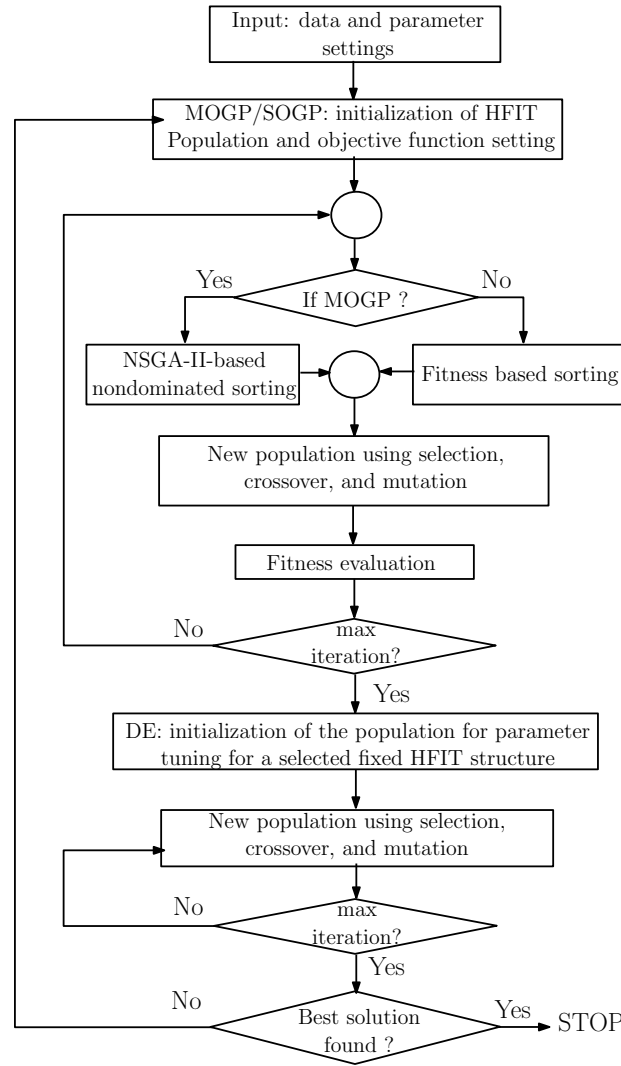 Input: data and parameter
settings
MOGP/SOGP: initialization of HFIT
Population and objective function setting
Yes
No
If MOGP ?
NSGA-II-based
nondominated sorting
Fitness based sorting
New population using selection,
crossover, and mutation
Fitness evaluation
No
max
iteration?
Yes
DE: initialization of the population for parameter
tuning for a selected fixed HFIT structure
New population using selection,
crossover, and mutation
No
max
iteration?
Yes
No
Best solution
found ?
Yes
STOP